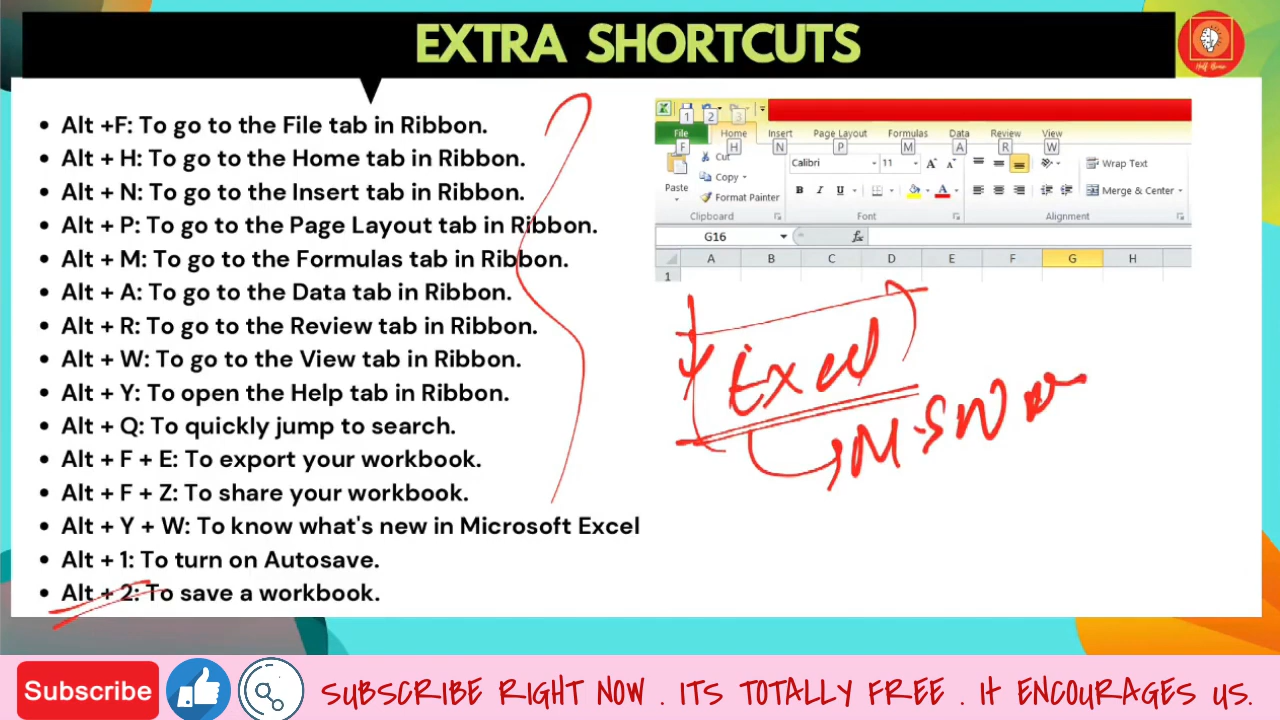 EXTRA SHORTCUTS
Half Brain
• Alt +F: To go to the File tab in Ribbon.
• Alt + H: To go to the Home tab in Ribbon.
• Alt + N: To go to the Insert tab in Ribbon.
• Alt + P: To go to the Page Layout tab in Ribbon.
• Alt + M: To go to the Formulas tab in Ribbon.
• Alt + A: To go to the Data tab in Ribbon.
• Alt + R: To go to the Review tab in Ribbon.
• Alt + W: To go to the View tab in Ribbon.
• Alt + Y: To open the Help tab in Ribbon.
• Alt + Q: To quickly jump to search.
• Alt + F + E: To export your workbook.
• Alt + F + Z: To share your workbook.
• Alt + Y + W: To know what's new in Microsoft Excel
• Alt + 1: To turn on Autosave.
• Alt + 2: To save a workbook.
1 2 3
File Home Insert Page Layout Formulas Data Review View
F H N P M A R W
Cut Calibri 11 A A Wrap Text
Copy
Paste B I U A Merge & Center
Format Painter
Clipboard Font Alignment
G16 fx
A B C D E F G H
1
Excel
M.S W
Subscribe
SUBSCRIBE RIGHT NOW . ITS TOTALLY FREE . IT ENCOURAGES US.